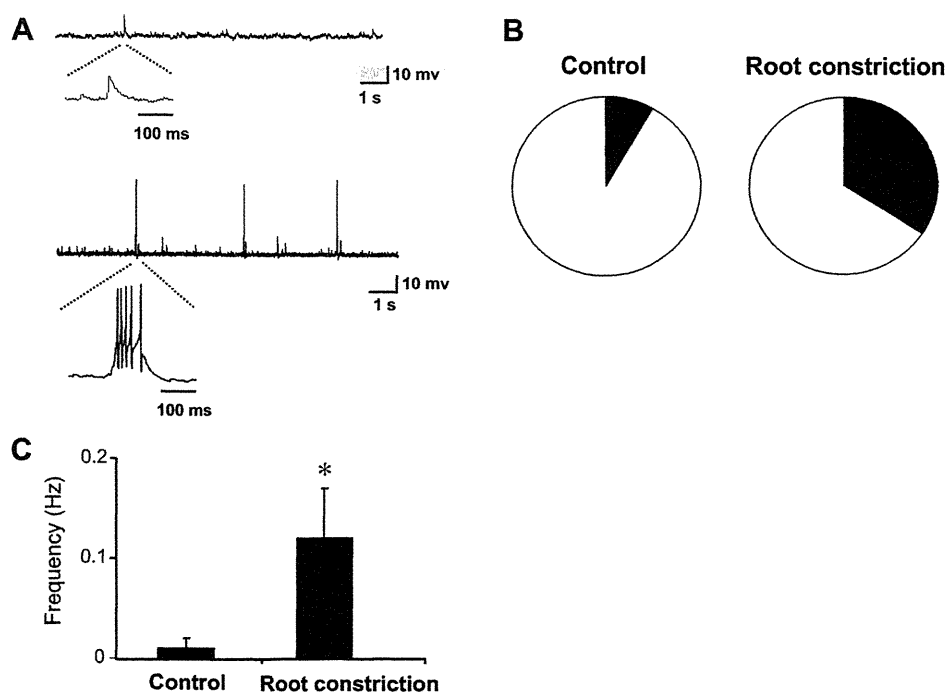 A
10 mv
1 s
100 ms
10 mv
1 s
100 ms
B
Control
Root constriction
C
Frequency (Hz)
0.2
0.1
0
*
Control
Root constriction